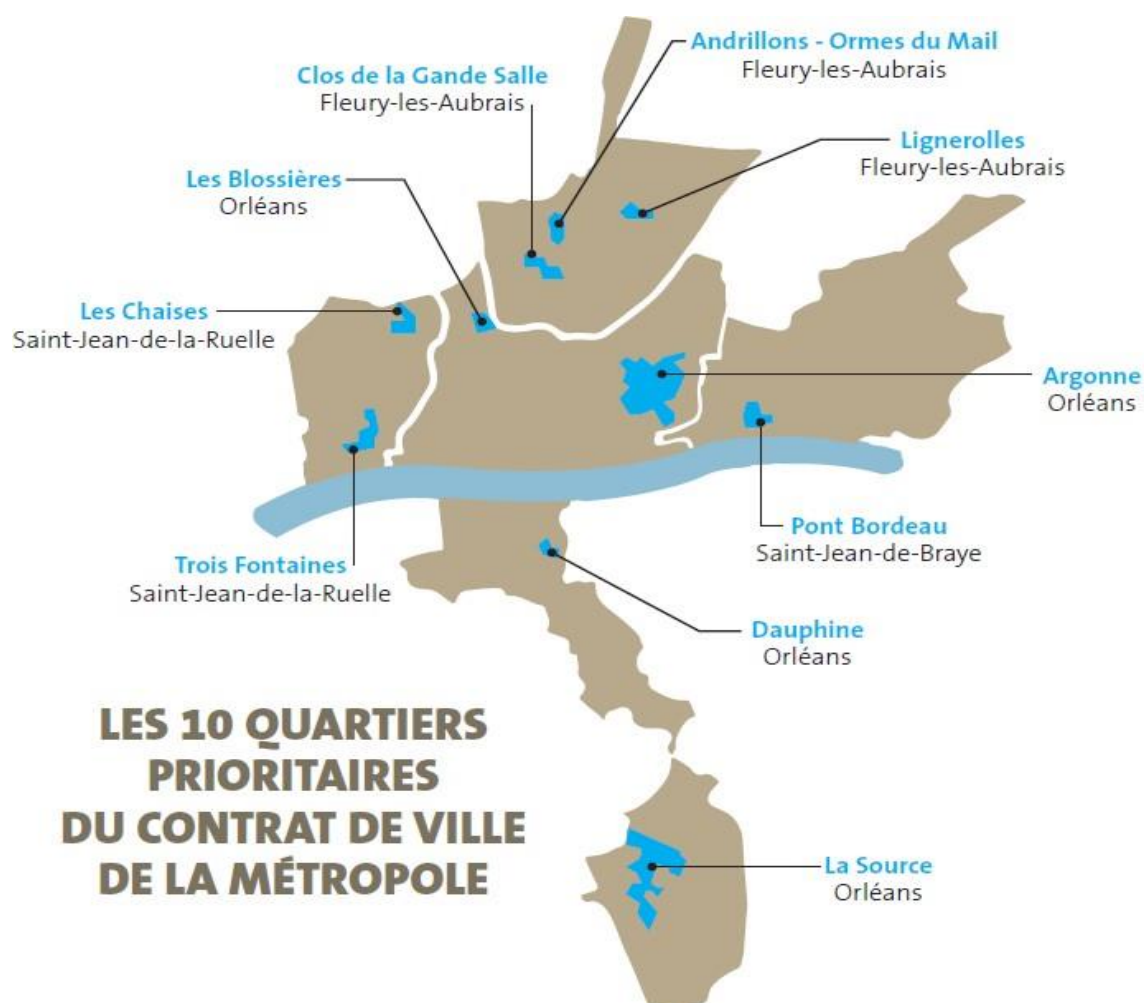 Andrillons - Ormes du Mail
Fleury-les-Aubrais
Clos de la Gande Salle
Fleury-les-Aubrais
Lignerolles
Fleury-les-Aubrais
Les Blossières
Orléans
Les Chaises
Saint-Jean-de-la-Ruelle
Argonne
Orléans
Pont Bordeau
Saint-Jean-de-Braye
Trois Fontaines
Saint-Jean-de-la-Ruelle
Dauphine
Orléans
LES 10 QUARTIERS
PRIORITAIRES
DU CONTRAT DE VILLE
DE LA MÉTROPOLE
La Source
Orléans